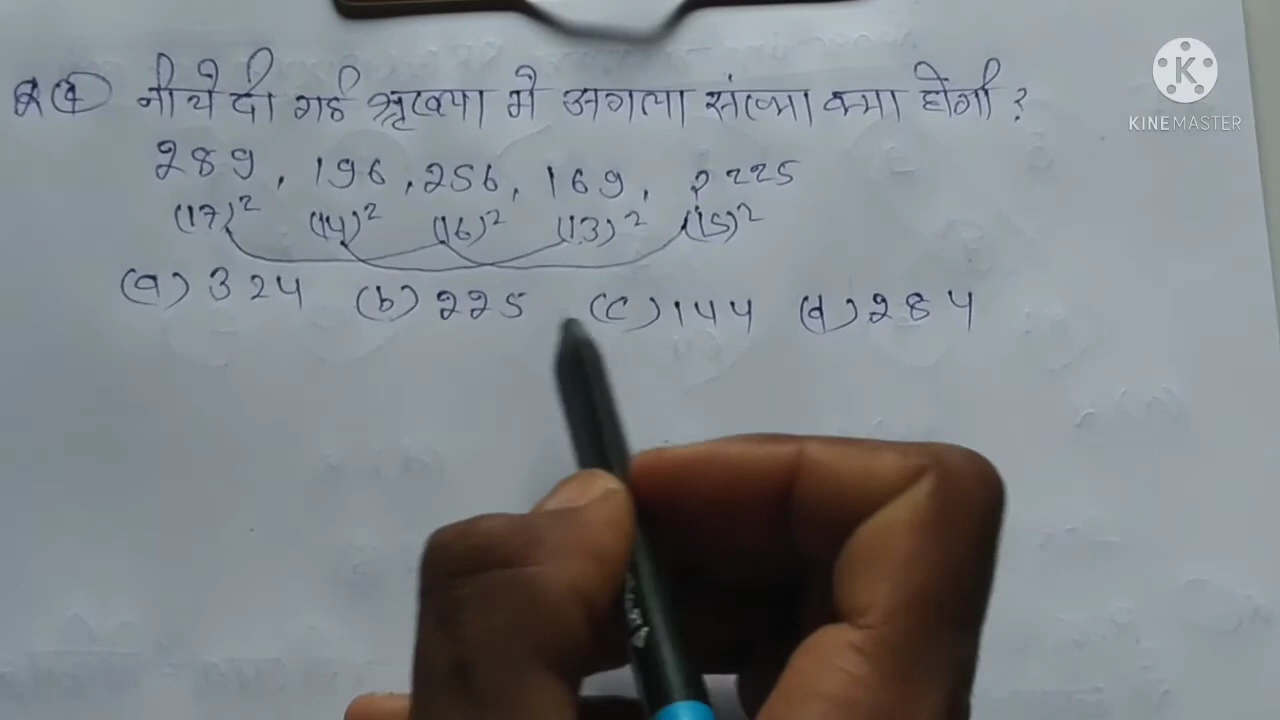 24 नीचे दी गई श्रृंखला में अगला संख्या क्या होगी ?
289, 196, 256, 169, ? 225
(17)² (14)² (16)² (13)² (15)²
(a) 324 (b) 225 (c) 144 (d) 284
K
KINEMASTER